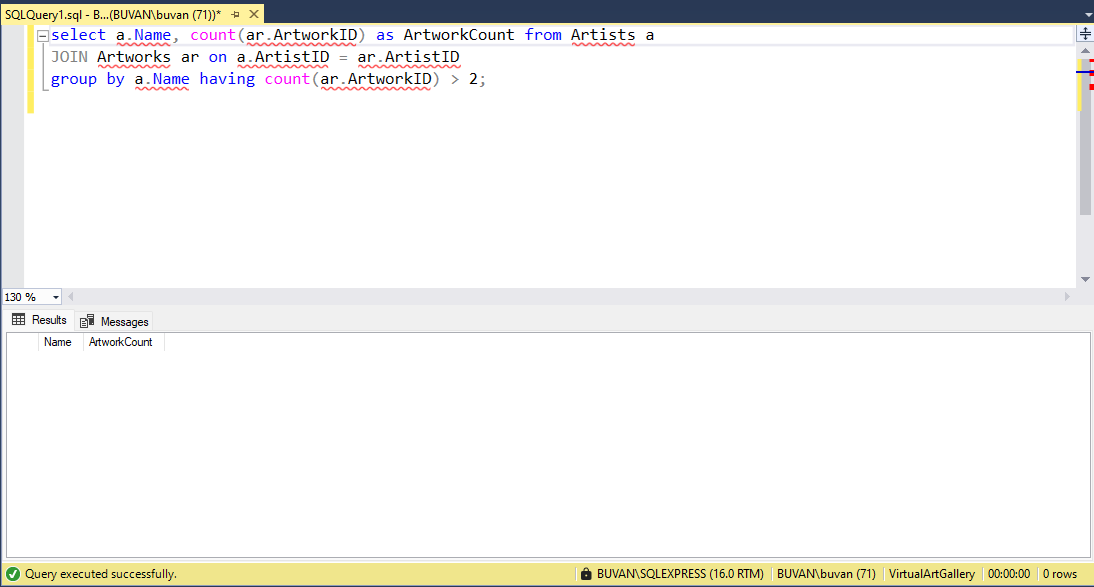 SQLQuery1.sql - B...(BUVAN\buvan (71))*
select a.Name, count(ar.ArtworkID) as ArtworkCount from Artists a
JOIN Artworks ar on a.ArtistID = ar.ArtistID
group by a.Name having count(ar.ArtworkID) > 2;
130 %
Results Messages
Name ArtworkCount
Query executed successfully. BUVAN\SQLEXPRESS (16.0 RTM) BUVAN\buvan (71) VirtualArtGallery 00:00:00 0 rows